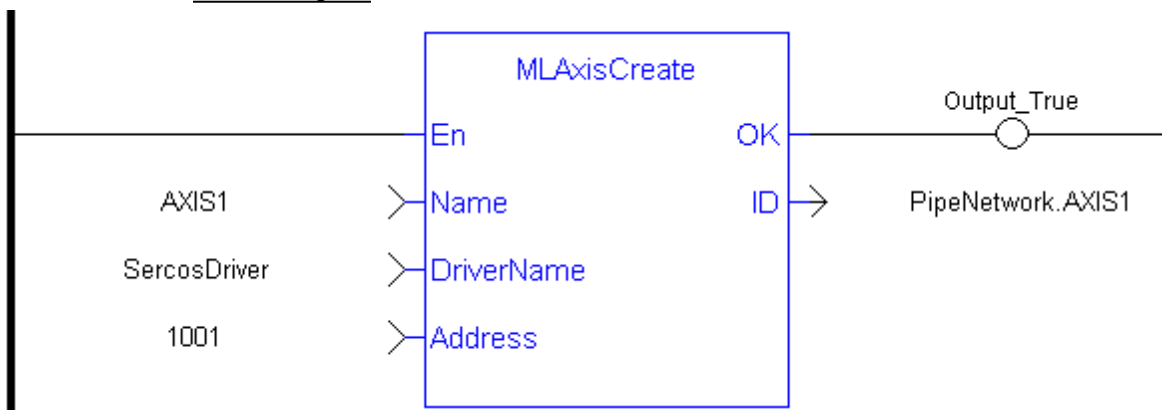 MLAxisCreate
Output_True
En OK
AXIS1 Name ID PipeNetwork.AXIS1
SercosDriver DriverName
1001 Address